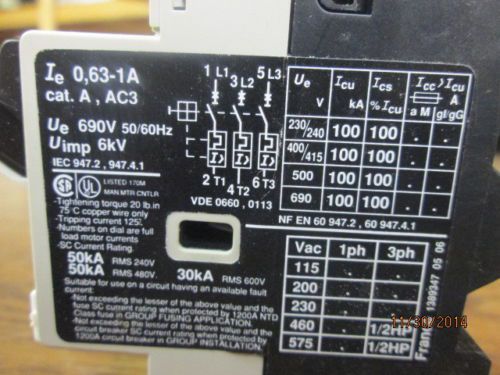 Ie 0,63-1A
cat. A , AC3
Ue 690V 50/60Hz
Uimp 6kV
IEC 947.2 , 947.4.1
LISTED 170M
MAN.MTR CNTLR
-Tightening torque 20 lb.in
75°C copper wire only
-Tripping current 125%
-Numbers on dial are full
load motor currents
-SC Current Rating
50kA RMS 240V
50kA RMS 480V. 30kA RMS 600V
Suitable for use on a circuit having an available fault
current:
-Not exceeding the lesser of the above value and the
fuse SC current rating when protected by 1200A NTD
Class fuse in GROUP FUSING APPLICATION.
-Not exceeding the lesser of the above value and
circuit breaker SC current rating when protected by
1200A circuit breaker in GROUP INSTALLATION.
1 L1 3 L2 5 L3
2 T1 4 T2 6 T3
VDE 0660 , 0113
Ue Icu Ics Icc>Icu
V kA %Icu A
aM gl/gG
230/240 100 100
400/415 100 100
500 100 100
690 100 100
NF EN 60 947.2 , 60 947.4.1
Vac 1ph 3ph
115
200
230
460 1/2HP
575 1/2HP
05 06
11/30/2014